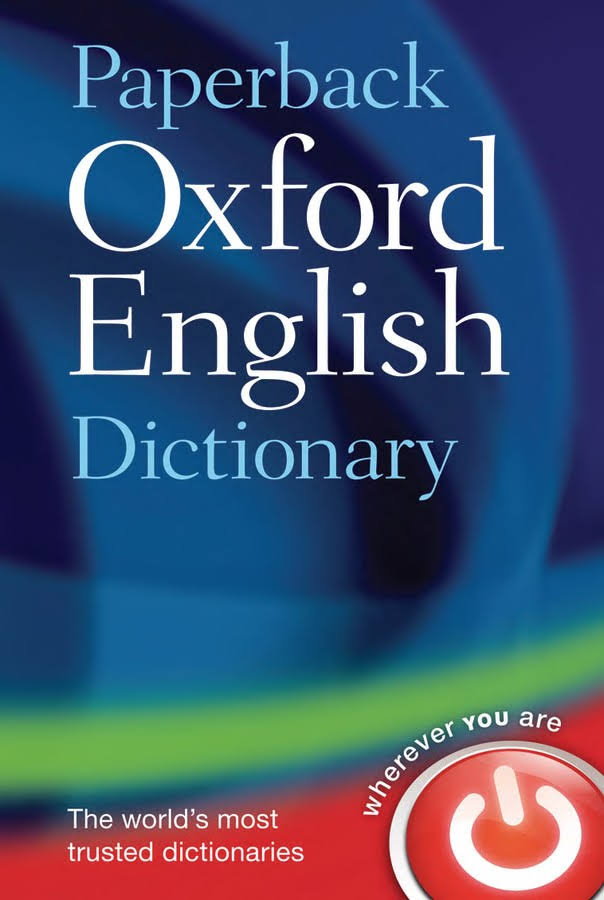 Paperback
Oxford
English
Dictionary
wherever YOU are
The world's most
trusted dictionaries